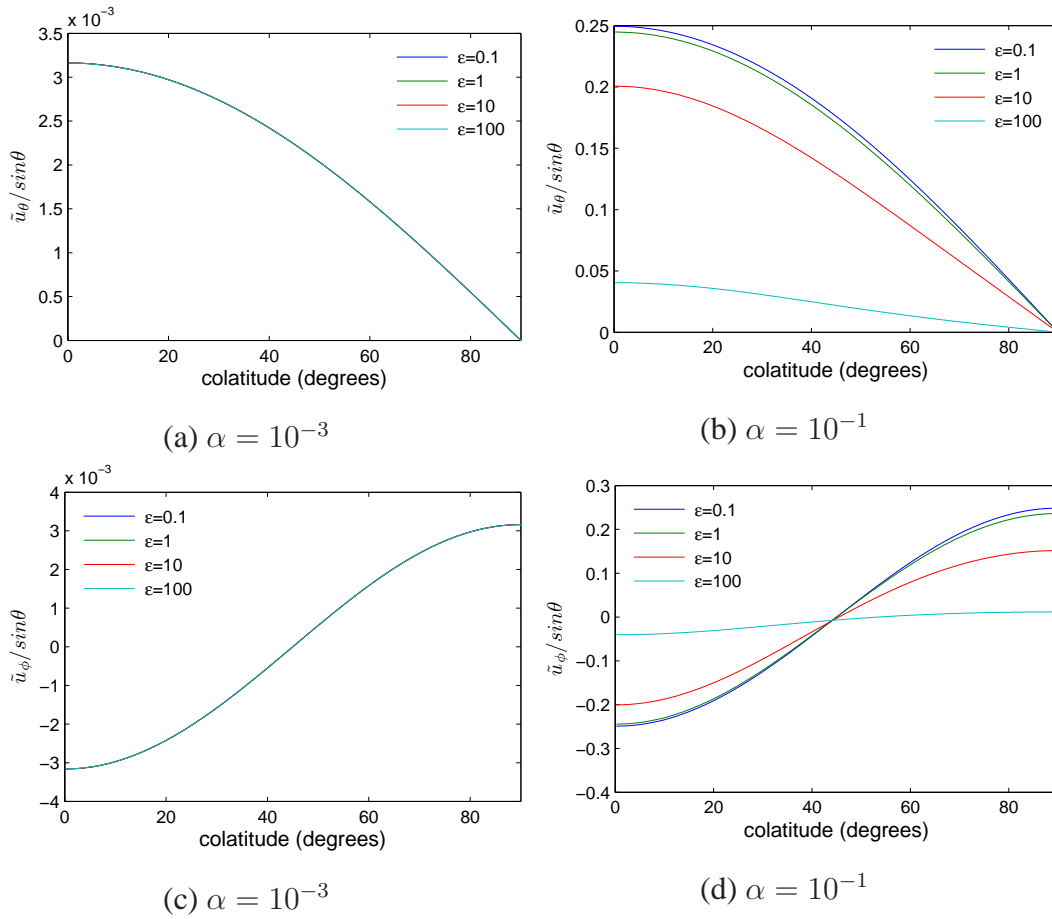 x 10⁻³
3.5
3
2.5
2
1.5
1
0.5
0
0 20 40 60 80
ũ_θ/sinθ
colatitude (degrees)
ε=0.1
ε=1
ε=10
ε=100
(a) α = 10⁻³
0.25
0.2
0.15
0.1
0.05
0
0 20 40 60 80
ũ_θ/sinθ
colatitude (degrees)
ε=0.1
ε=1
ε=10
ε=100
(b) α = 10⁻¹
x 10⁻³
4
3
2
1
0
−1
−2
−3
−4
0 20 40 60 80
ũ_ϕ/sinθ
colatitude (degrees)
ε=0.1
ε=1
ε=10
ε=100
(c) α = 10⁻³
0.3
0.2
0.1
0
−0.1
−0.2
−0.3
−0.4
0 20 40 60 80
ũ_ϕ/sinθ
colatitude (degrees)
ε=0.1
ε=1
ε=10
ε=100
(d) α = 10⁻¹